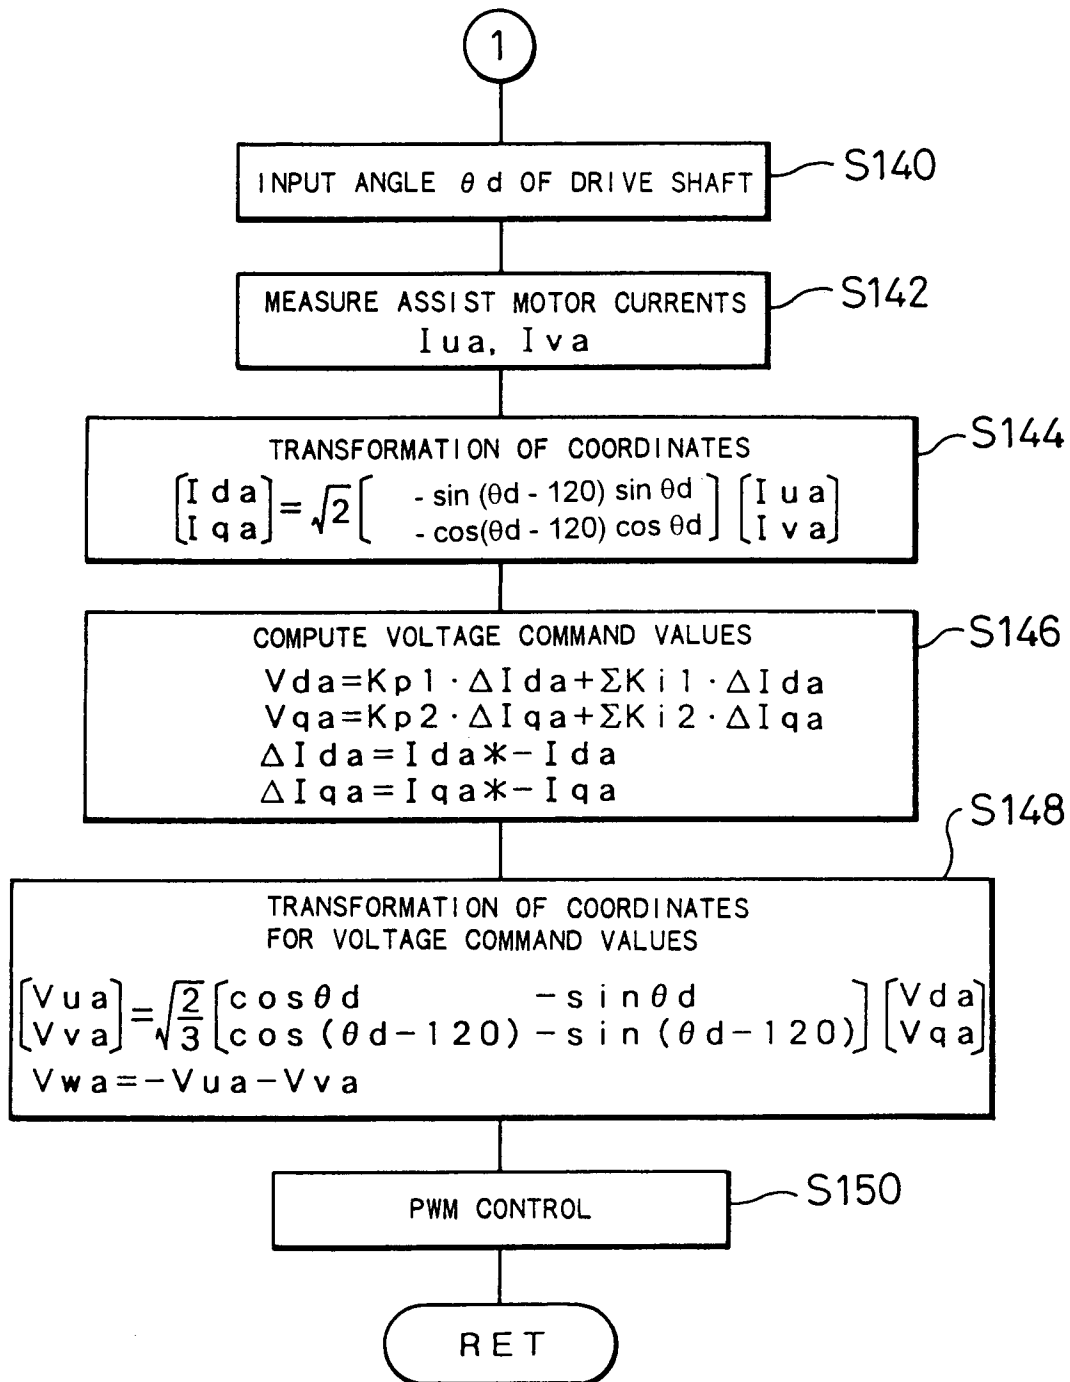 1
INPUT ANGLE θd OF DRIVE SHAFT
S140
MEASURE ASSIST MOTOR CURRENTS
Iua, Iva
S142
TRANSFORMATION OF COORDINATES
[Ida] = √2 [ - sin (θd - 120) sin θd ] [Iua]
[Iqa] [ - cos(θd - 120) cos θd ] [Iva]
S144
COMPUTE VOLTAGE COMMAND VALUES
Vda=Kp1・ΔIda+ΣKi1・ΔIda
Vqa=Kp2・ΔIqa+ΣKi2・ΔIqa
ΔIda=Ida*-Ida
ΔIqa=Iqa*-Iqa
S146
S148
TRANSFORMATION OF COORDINATES
FOR VOLTAGE COMMAND VALUES
[Vua] = √2/3 [cosθd -sinθd] [Vda]
[Vva] [cos(θd-120) -sin(θd-120)] [Vqa]
Vwa=-Vua-Vva
PWM CONTROL
S150
RET